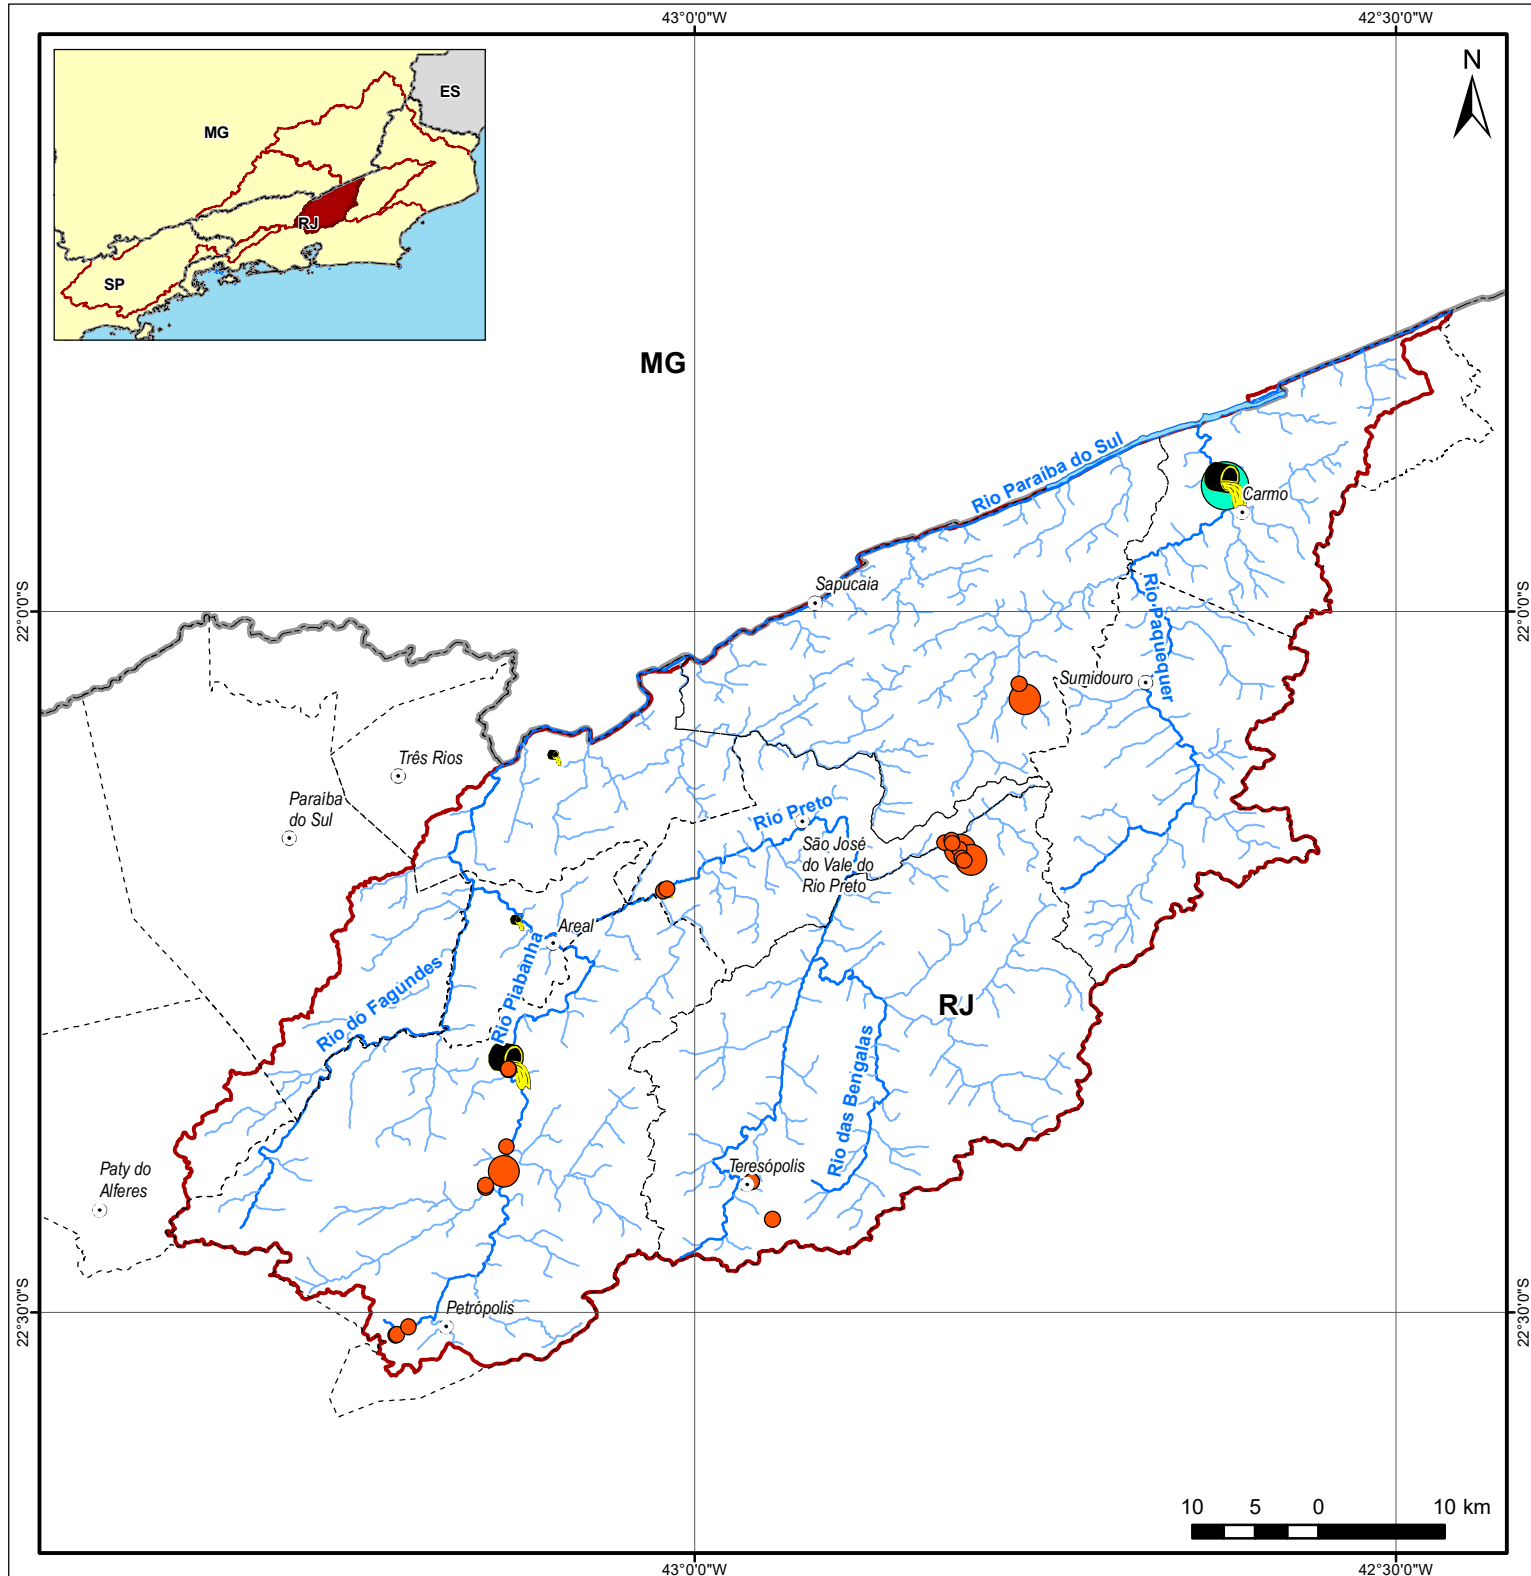 43°0'0"W
42°30'0"W
N
ES
MG
RJ
SP
MG
Rio Paraíba do Sul
Carmo
22°0'0"S
22°0'0"S
Sapucaia
Rio Paquequer
Sumidouro
Três Rios
Paraíba
do Sul
Rio Preto
São José
do Vale do
Rio Preto
Areal
Rio Piabanha
Rio do Fagundes
RJ
Rio das Bengalas
Paty do
Alferes
Teresópolis
Petrópolis
22°30'0"S
22°30'0"S
10 5 0 10 km
43°0'0"W
42°30'0"W